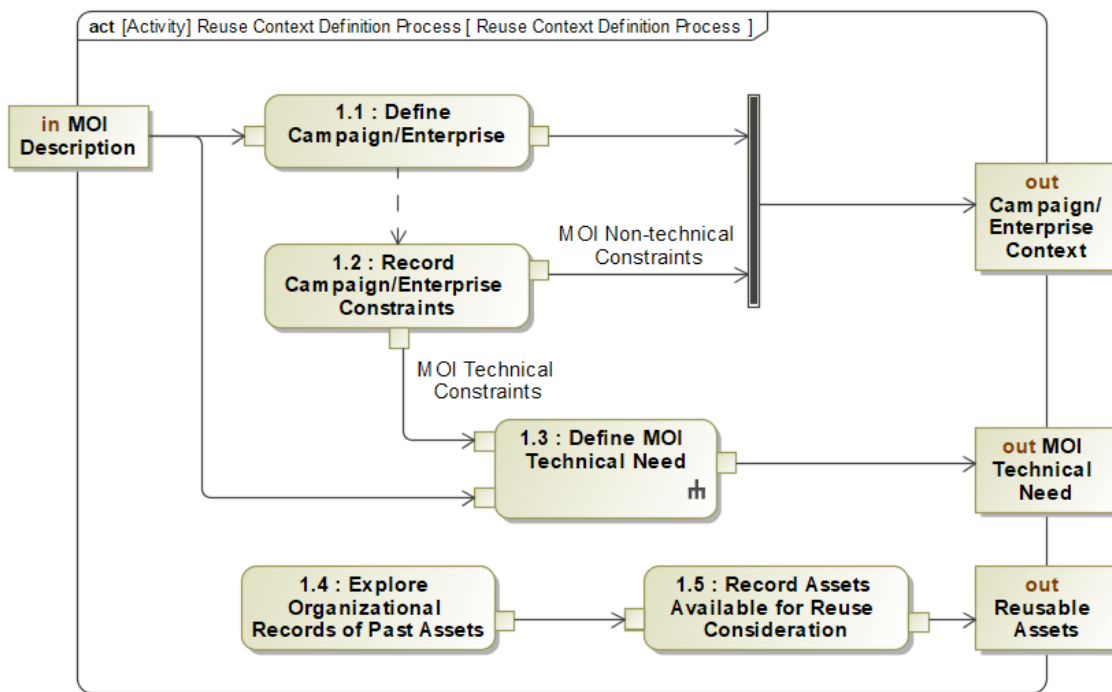 act [Activity] Reuse Context Definition Process [ Reuse Context Definition Process ]
in MOI
Description
1.1 : Define
Campaign/Enterprise
out
Campaign/
Enterprise
Context
1.2 : Record
Campaign/Enterprise
Constraints
MOI Non-technical
Constraints
MOI Technical
Constraints
1.3 : Define MOI
Technical Need
out MOI
Technical
Need
1.4 : Explore
Organizational
Records of Past Assets
1.5 : Record Assets
Available for Reuse
Consideration
out
Reusable
Assets